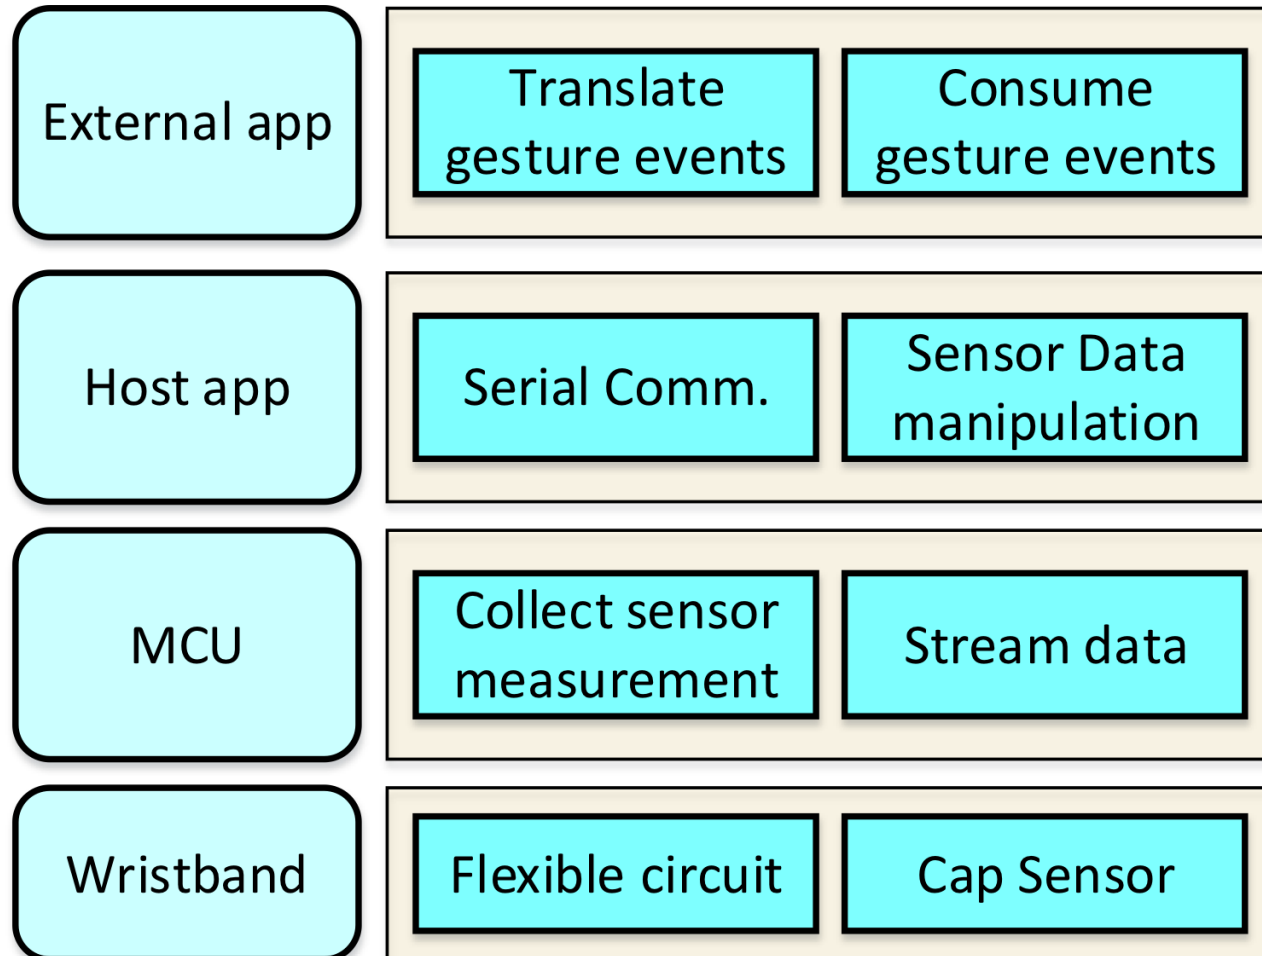 External app
Translate
gesture events
Consume
gesture events
Host app
Serial Comm.
Sensor Data
manipulation
MCU
Collect sensor
measurement
Stream data
Wristband
Flexible circuit
Cap Sensor